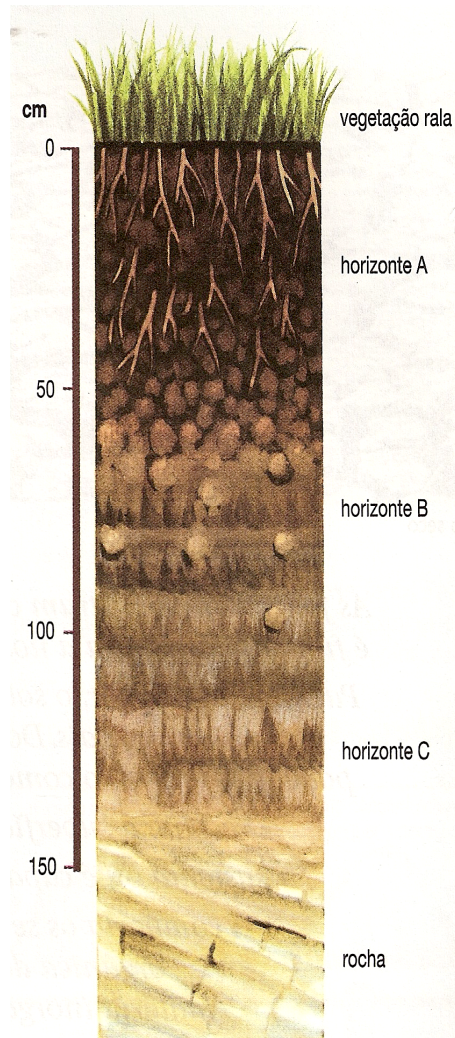 vegetação rala
cm
0
horizonte A
50
horizonte B
100
horizonte C
150
rocha